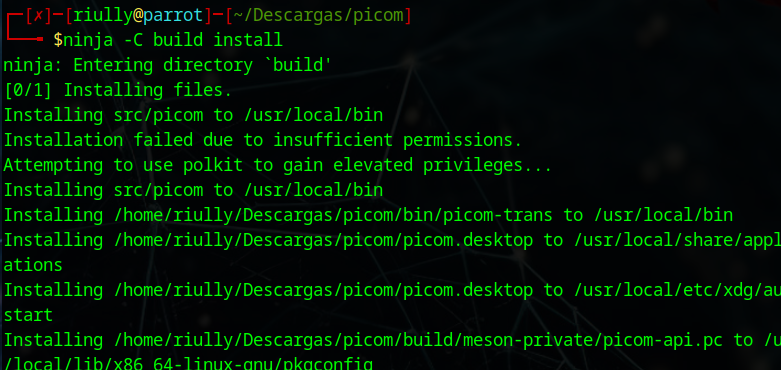 ┌─[✗]─[riully@parrot]─[~/Descargas/picom]
└──╼ $ninja -C build install
ninja: Entering directory `build'
[0/1] Installing files.
Installing src/picom to /usr/local/bin
Installation failed due to insufficient permissions.
Attempting to use polkit to gain elevated privileges...
Installing src/picom to /usr/local/bin
Installing /home/riully/Descargas/picom/bin/picom-trans to /usr/local/bin
Installing /home/riully/Descargas/picom/picom.desktop to /usr/local/share/appl
ations
Installing /home/riully/Descargas/picom/picom.desktop to /usr/local/etc/xdg/au
start
Installing /home/riully/Descargas/picom/build/meson-private/picom-api.pc to /u
/local/lib/x86_64-linux-gnu/pkgconfig